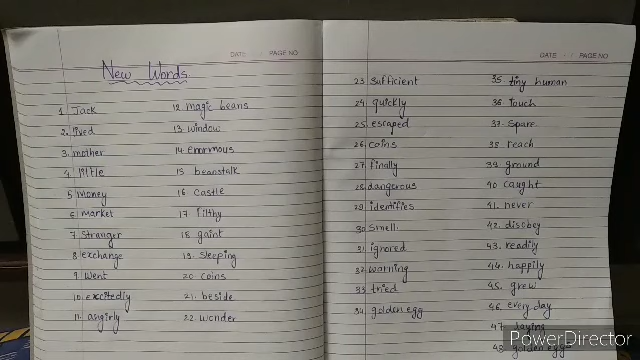 DATE PAGE NO
New Words
1. Jack
2. lived
3. mother
4. little
5. Money
6. market
7. Stranger
8. exchange
9. Went
10. excitedly
11. angirly
12. magic beans
13. window
14. enormous
15. beanstalk
16. Castle
17. filthy
18. gaint
19. sleeping
20. coins
21. beside
22. wonder
DATE PAGE NO
23. sufficient
24. quickly
25. escaped
26. coins
27. finally
28. dangerous
29. identifies
30. smell
31. ignored
32. warning
33. tried
34. golden egg
35. tiny human
36. Touch
37. spare
38. reach
39. ground
40. caught
41. never
42. disobey
43. readily
44. happily
45. grew
46. every day
47. laying
48. golden eggs
PowerDirector